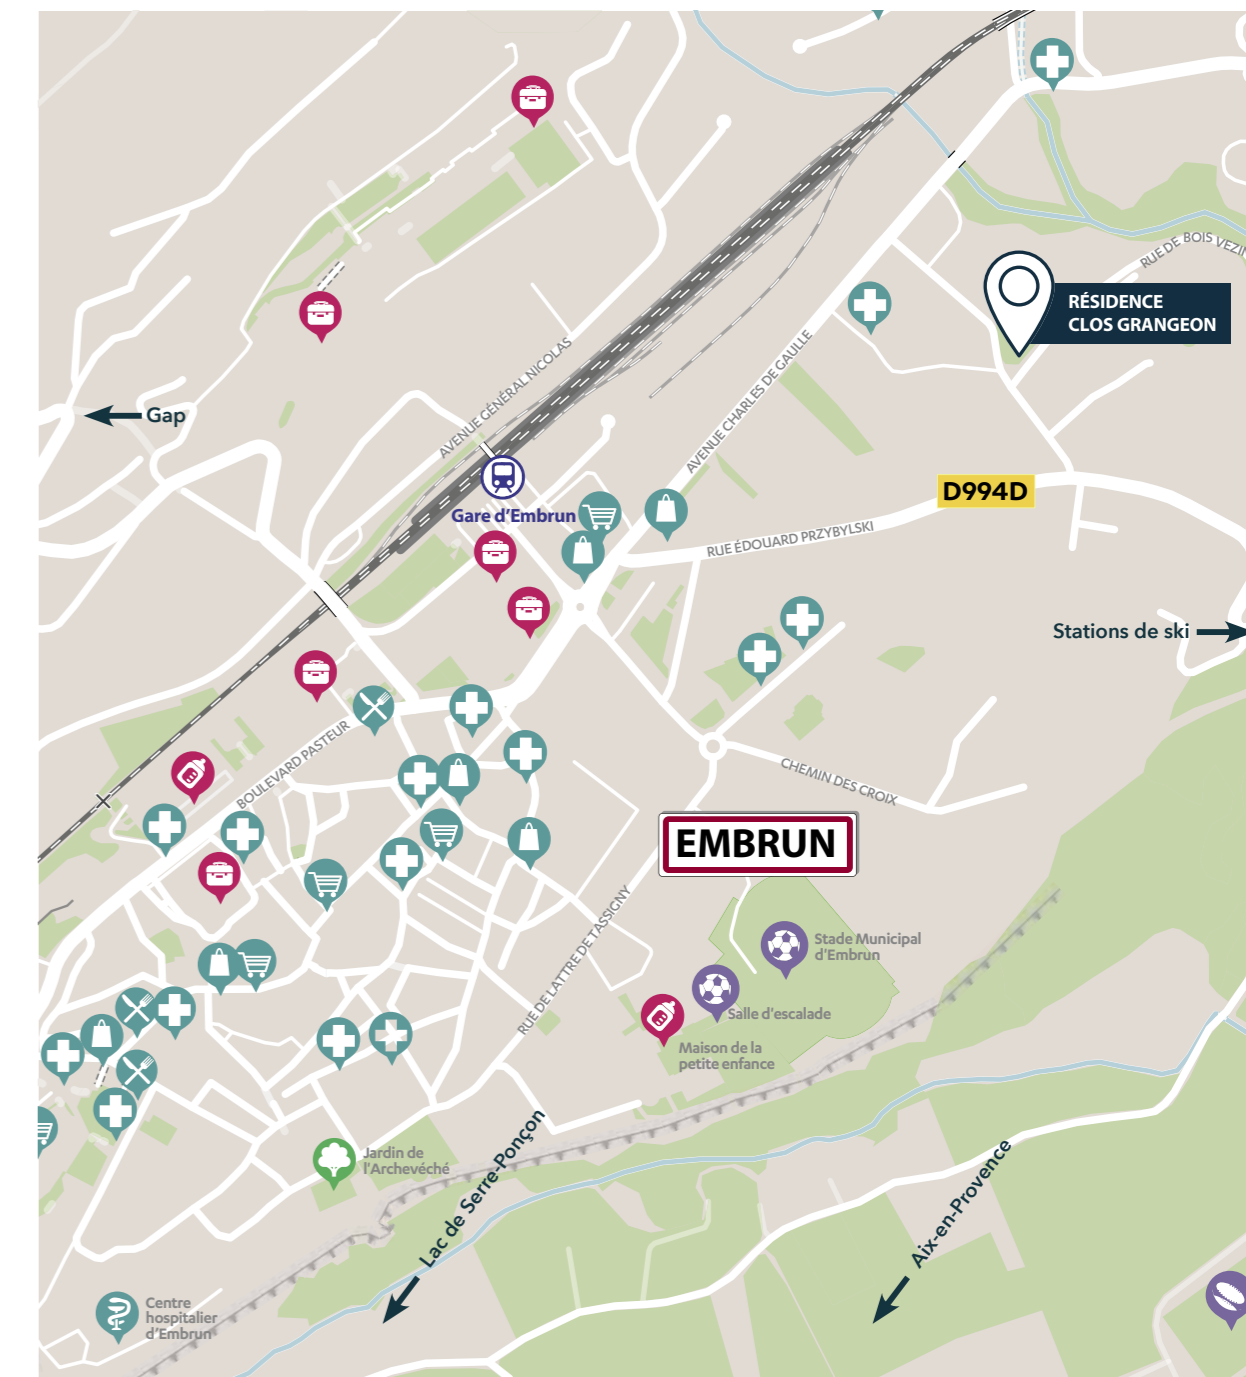 RUE DE BOIS VEZIN
RÉSIDENCE
CLOS GRANGEON
AVENUE GÉNÉRAL NICOLAS
AVENUE CHARLES DE GAULLE
Gap
D994D
Gare d'Embrun
RUE ÉDOUARD PRZYBYLSKI
Stations de ski
BOULEVARD PASTEUR
CHEMIN DES CROIX
EMBRUN
RUE DE LATTRE DE TASSIGNY
Stade Municipal
d'Embrun
Salle d'escalade
Maison de la
petite enfance
Jardin de
l'Archevéché
Lac de Serre-Ponçon
Aix-en-Provence
Centre
hospitalier
d'Embrun